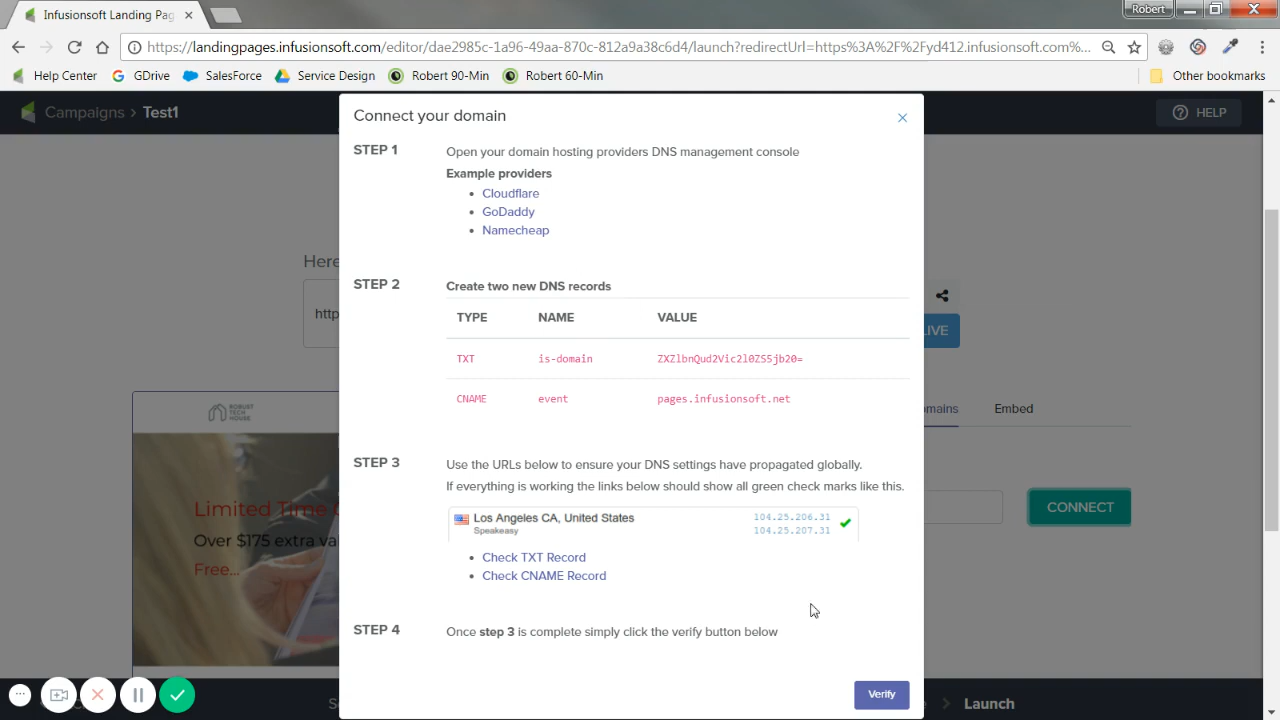 Infusionsoft Landing Pag
Robert
https://landingpages.infusionsoft.com/editor/dae2985c-1a96-49aa-870c-812a9a38c6d4/launch?redirectUrl=https%3A%2F%2Fyd412.infusionsoft.com%...
Help Center
GDrive
SalesForce
Service Design
Robert 90-Min
Robert 60-Min
Other bookmarks
Campaigns > Test1
HELP
Connect your domain
STEP 1
Open your domain hosting providers DNS management console
Example providers
• Cloudflare
• GoDaddy
• Namecheap
Here
http
STEP 2
Create two new DNS records
TYPE NAME VALUE
TXT is-domain ZXZlbnQud2Vic2l0ZS5jb20=
CNAME event pages.infusionsoft.net
LIVE
mains
Embed
ROBUST
TECH
HOUSE
STEP 3
Use the URLs below to ensure your DNS settings have propagated globally.
If everything is working the links below should show all green check marks like this.
Los Angeles CA, United States
Speakeasy
104.25.206.31
104.25.207.31
• Check TXT Record
• Check CNAME Record
CONNECT
Limited Time
Over $175 extra val
Free...
STEP 4
Once step 3 is complete simply click the verify button below
Verify
Launch